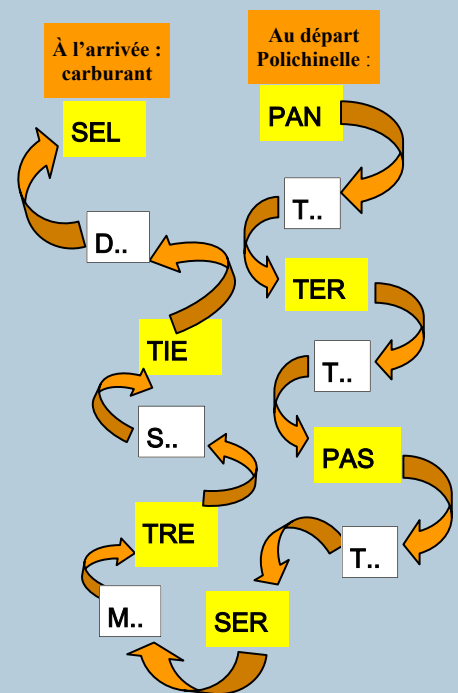 Au départ
Polichinelle :
PAN
T..
TER
T..
PAS
T..
SER
M..
TRE
S..
TIE
D..
SEL
À l'arrivée :
carburant